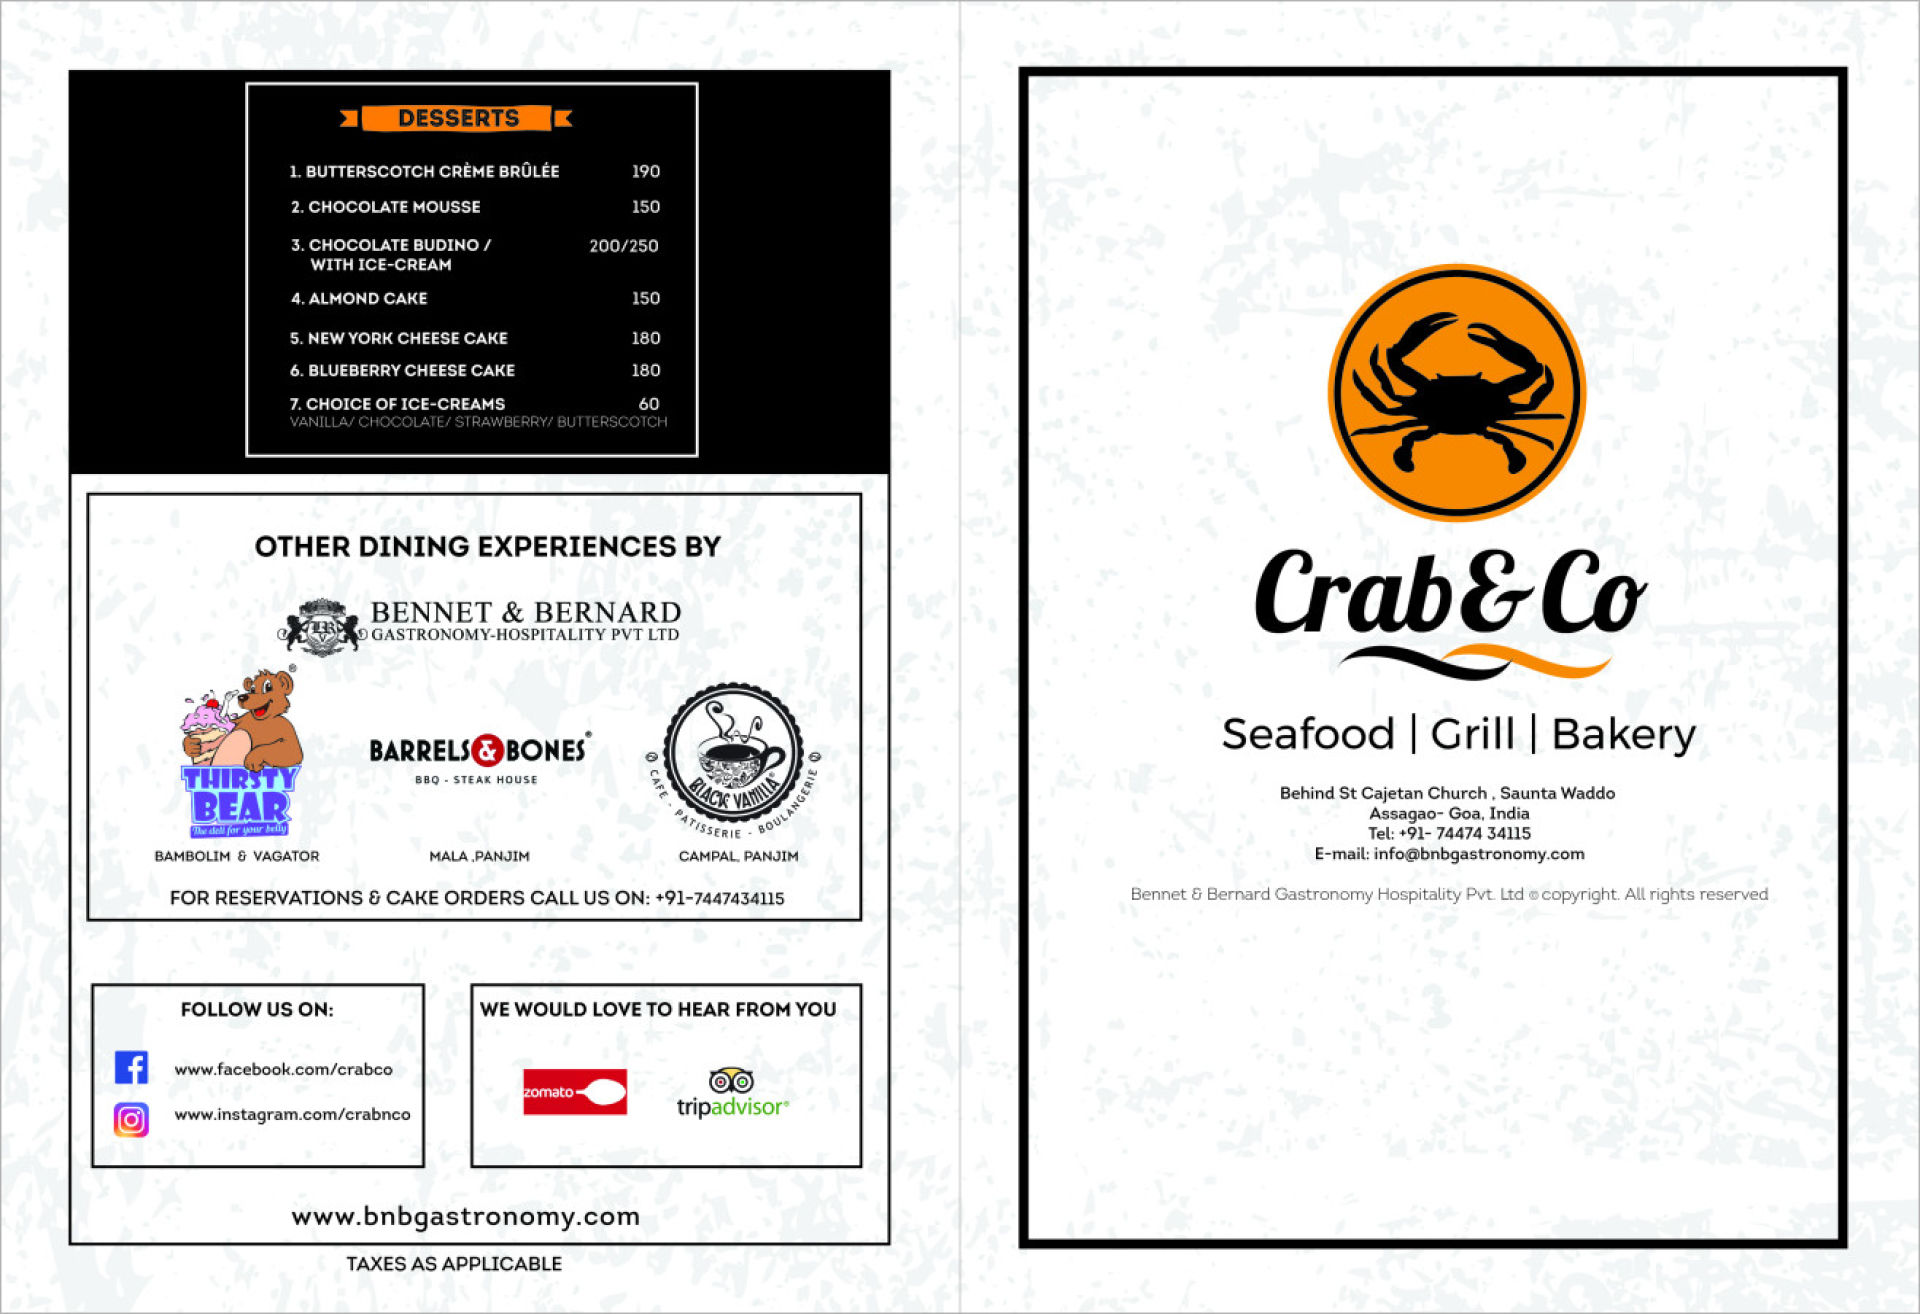 DESSERTS
1. BUTTERSCOTCH CRÈME BRÛLÉE 190
2. CHOCOLATE MOUSSE 150
3. CHOCOLATE BUDINO / 200/250
WITH ICE-CREAM
4. ALMOND CAKE 150
5. NEW YORK CHEESE CAKE 180
6. BLUEBERRY CHEESE CAKE 180
7. CHOICE OF ICE-CREAMS 60
VANILLA/ CHOCOLATE/ STRAWBERRY/ BUTTERSCOTCH
OTHER DINING EXPERIENCES BY
BENNET & BERNARD
GASTRONOMY-HOSPITALITY PVT LTD
THIRSTY
BEAR
The deli for your belly
BAMBOLIM & VAGATOR
BARRELS & BONES®
BBQ - STEAK HOUSE
MALA ,PANJIM
BLACK VANILLA®
CAFE - PATISSERIE - BOULANGERIE
CAMPAL, PANJIM
FOR RESERVATIONS & CAKE ORDERS CALL US ON: +91-7447434115
FOLLOW US ON:
www.facebook.com/crabco
www.instagram.com/crabnco
WE WOULD LOVE TO HEAR FROM YOU
zomato
tripadvisor®
www.bnbgastronomy.com
TAXES AS APPLICABLE
Crab & Co
Seafood | Grill | Bakery
Behind St Cajetan Church , Saunta Waddo
Assagao- Goa, India
Tel: +91- 74474 34115
E-mail: info@bnbgastronomy.com
Bennet & Bernard Gastronomy Hospitality Pvt. Ltd © copyright. All rights reserved